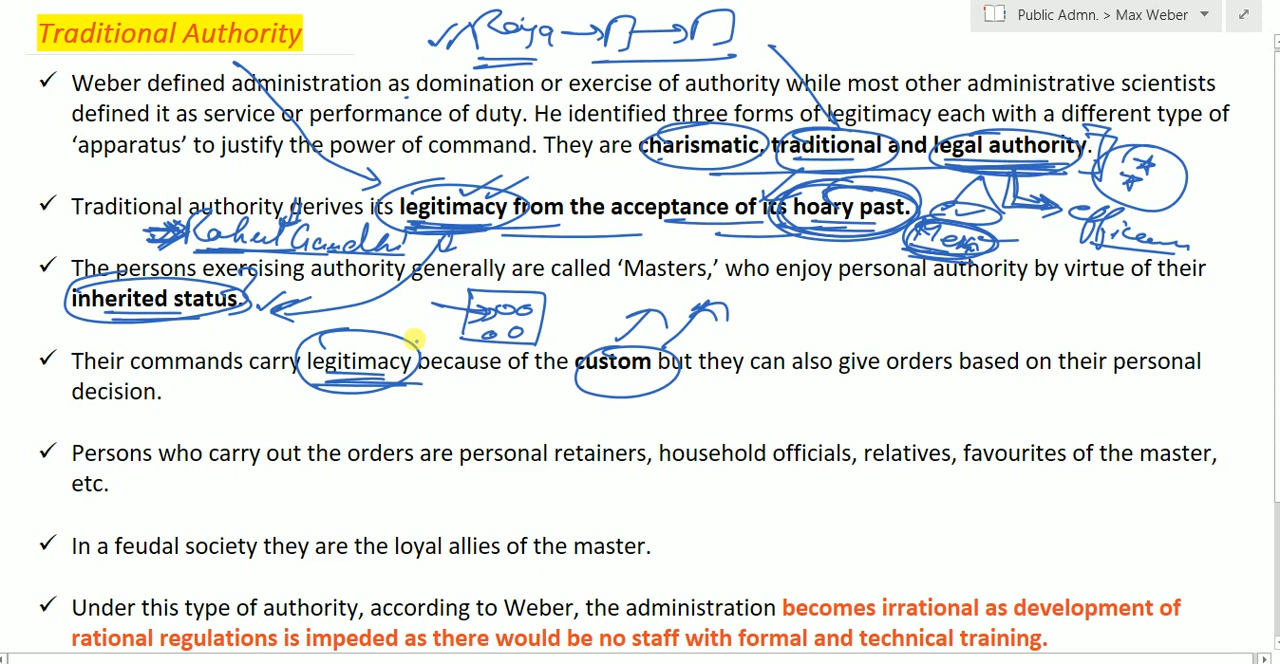 Public Admn. > Max Weber
Traditional Authority
Raja
✓ Weber defined administration as domination or exercise of authority while most other administrative scientists
defined it as service or performance of duty. He identified three forms of legitimacy each with a different type of
‘apparatus’ to justify the power of command. They are charismatic, traditional and legal authority.
✓ Traditional authority derives its legitimacy from the acceptance of its hoary past.
Rahul Gandhi
✓ The persons exercising authority generally are called ‘Masters,’ who enjoy personal authority by virtue of their
inherited status.
✓ Their commands carry legitimacy because of the custom but they can also give orders based on their personal
decision.
✓ Persons who carry out the orders are personal retainers, household officials, relatives, favourites of the master,
etc.
✓ In a feudal society they are the loyal allies of the master.
✓ Under this type of authority, according to Weber, the administration becomes irrational as development of
rational regulations is impeded as there would be no staff with formal and technical training.